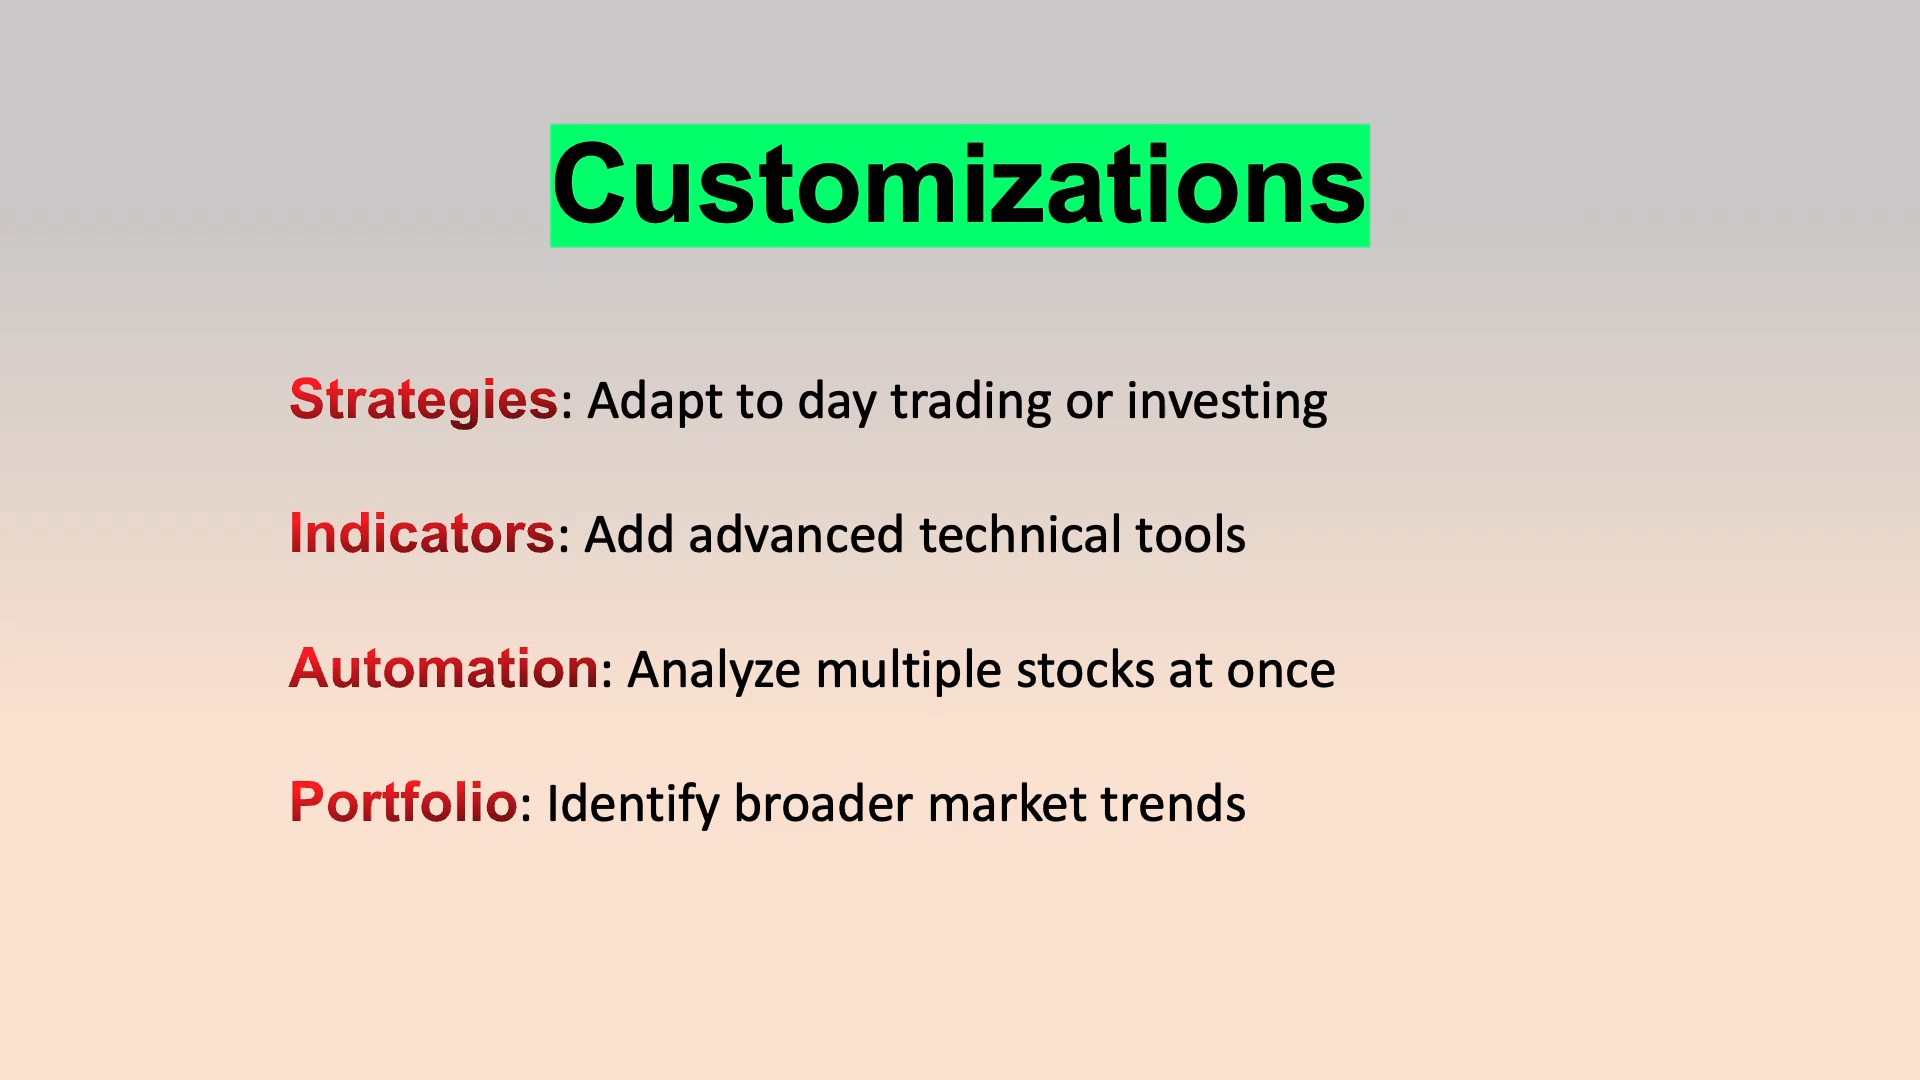 Customizations
Strategies: Adapt to day trading or investing
Indicators: Add advanced technical tools
Automation: Analyze multiple stocks at once
Portfolio: Identify broader market trends